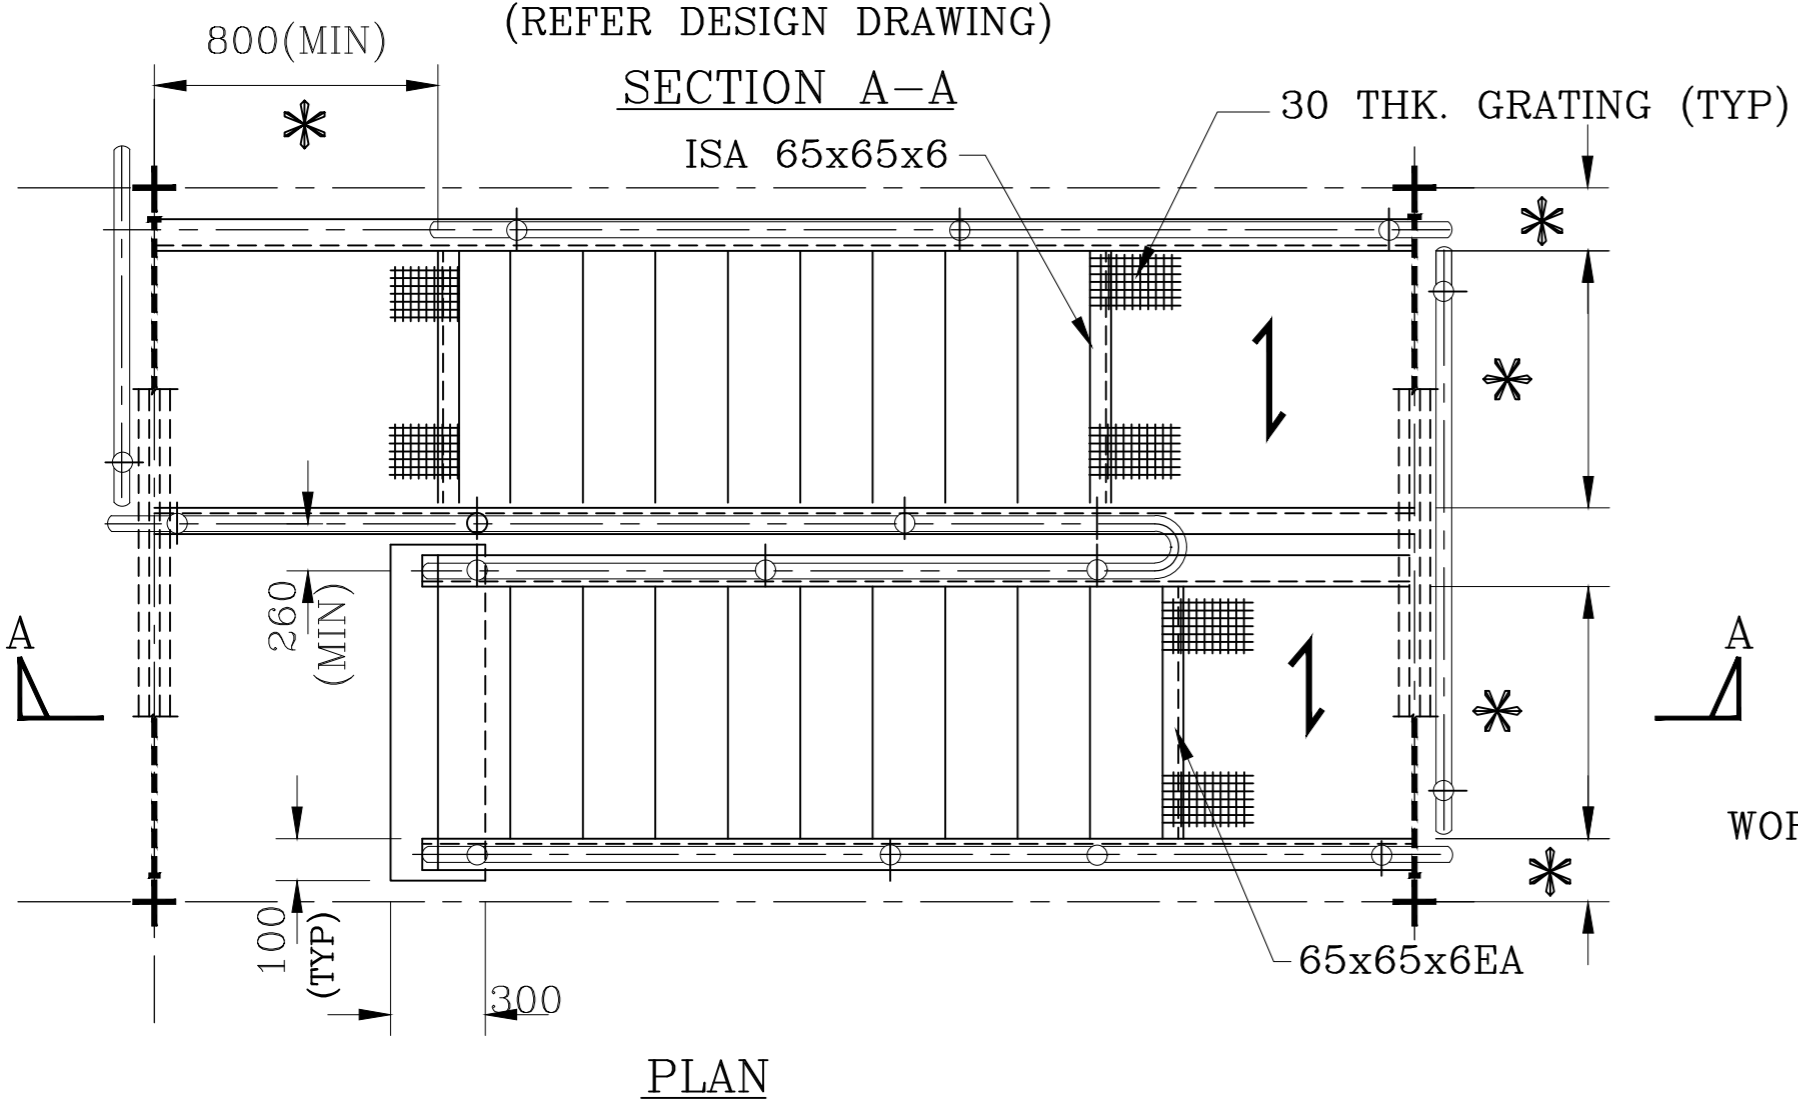 (REFER DESIGN DRAWING)
800(MIN)
SECTION A-A
30 THK. GRATING (TYP)
ISA 65x65x6
260
(MIN)
A
A
WOR
100
(TYP)
65x65x6EA
300
PLAN